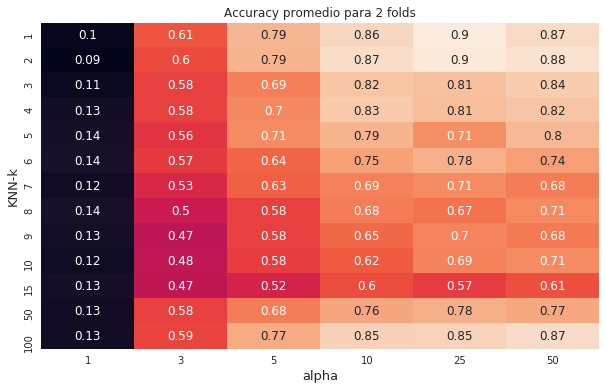 Accuracy promedio para 2 folds
1 0.1 0.61 0.79 0.86 0.9 0.87
2 0.09 0.6 0.79 0.87 0.9 0.88
3 0.11 0.58 0.69 0.82 0.81 0.84
4 0.13 0.58 0.7 0.83 0.81 0.82
5 0.14 0.56 0.71 0.79 0.71 0.8
6 0.14 0.57 0.64 0.75 0.78 0.74
7 0.12 0.53 0.63 0.69 0.71 0.68
8 0.14 0.5 0.58 0.68 0.67 0.71
9 0.13 0.47 0.58 0.65 0.7 0.68
10 0.12 0.48 0.58 0.62 0.69 0.71
15 0.13 0.47 0.52 0.6 0.57 0.61
50 0.13 0.58 0.68 0.76 0.78 0.77
100 0.13 0.59 0.77 0.85 0.85 0.87
KNN-k
1 3 5 10 25 50
alpha